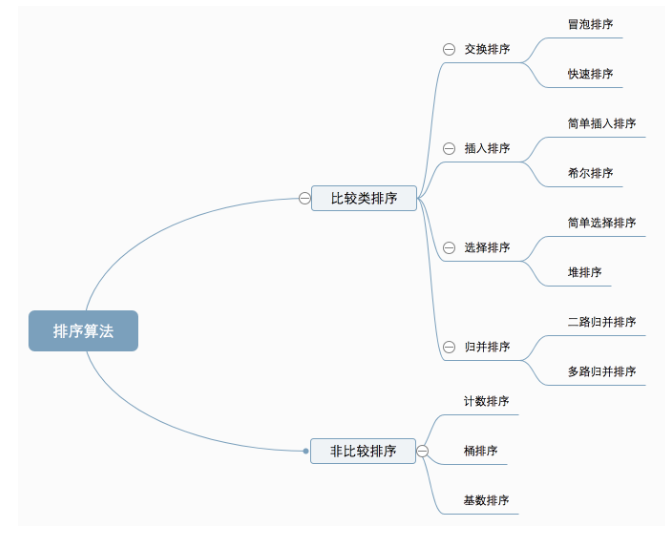 排序算法
比较类排序
交换排序
冒泡排序
快速排序
插入排序
简单插入排序
希尔排序
选择排序
简单选择排序
堆排序
归并排序
二路归并排序
多路归并排序
非比较排序
计数排序
桶排序
基数排序